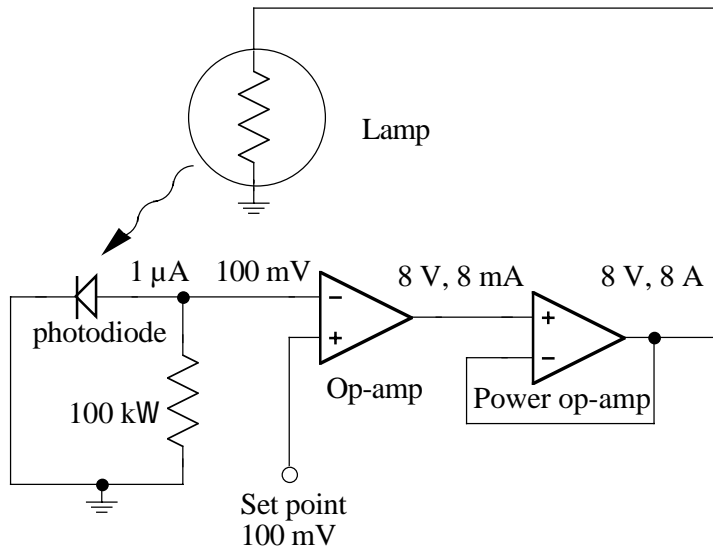 Lamp
1 µA
100 mV
8 V, 8 mA
8 V, 8 A
−
+
+
−
photodiode
Op-amp
Power op-amp
100 kW
Set point
100 mV